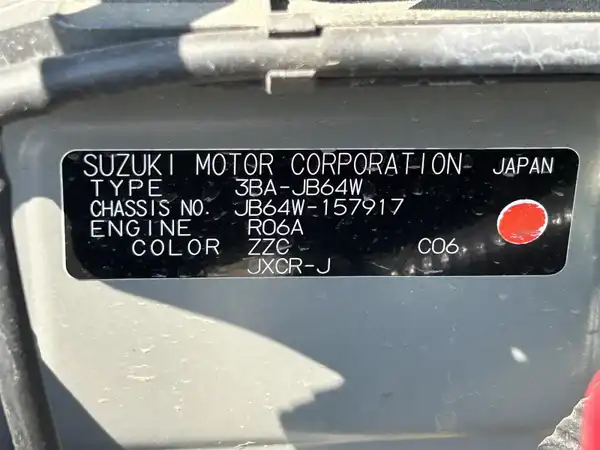 SUZUKI MOTOR CORPORATION JAPAN
TYPE 3BA-JB64W
CHASSIS NO. JB64W-157917
ENGINE R06A
COLOR ZZC C06
JXCR-J